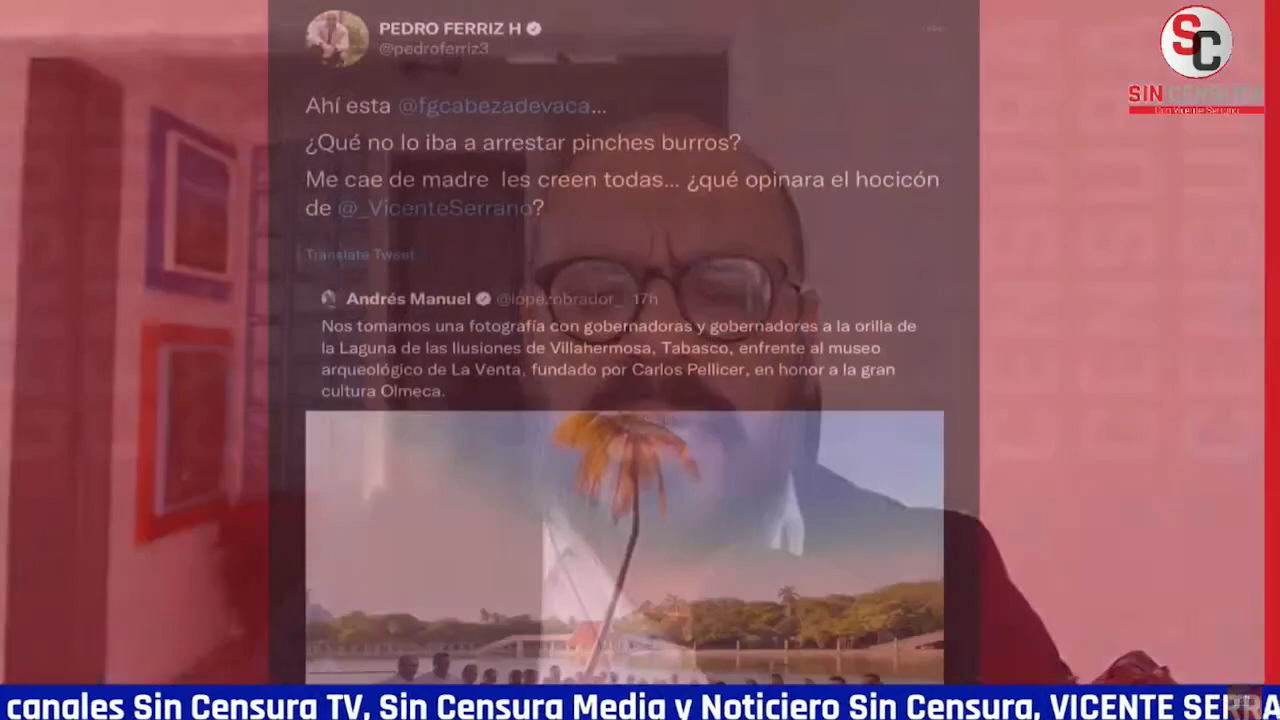 PEDRO FERRIZ H
@pedroferriz3
Ahí esta @fgcabezadevaca...
¿Qué no lo iba a arrestar pinches burros?
Me cae de madre les creen todas... ¿qué opinara el hocicón
de @_VicenteSerrano?
Translate Tweet
Andrés Manuel @lopezobrador_ 17h
Nos tomamos una fotografía con gobernadoras y gobernadores a la orilla de
la Laguna de las Ilusiones de Villahermosa, Tabasco, enfrente al museo
arqueológico de La Venta, fundado por Carlos Pellicer, en honor a la gran
cultura Olmeca.
SC
SIN CENSURA
Con Vicente Serrano
canales Sin Censura TV, Sin Censura Media y Noticiero Sin Censura, VICENTE SERRA